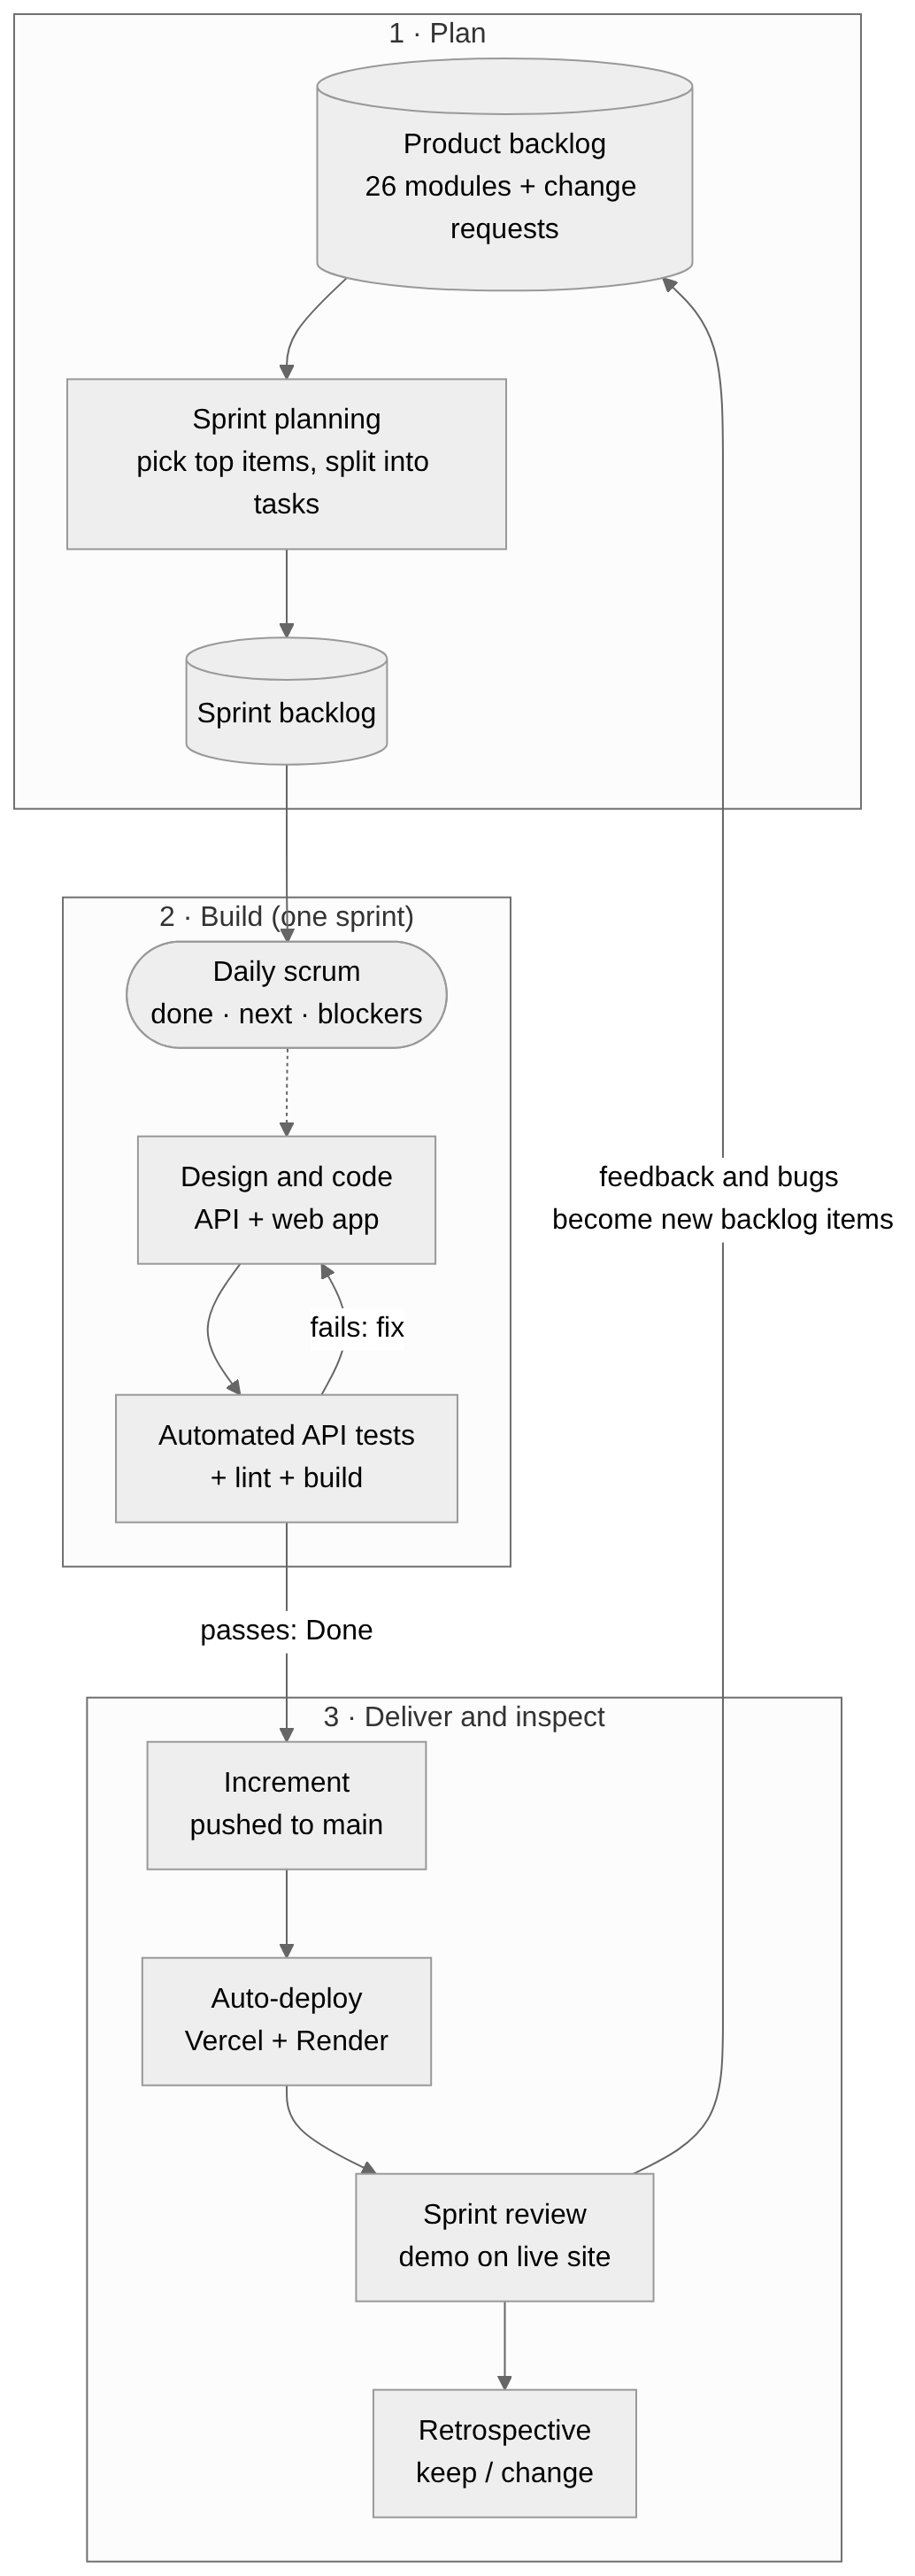 1 · Plan
Product backlog
26 modules + change
requests
Sprint planning
pick top items, split into
tasks
Sprint backlog
2 · Build (one sprint)
Daily scrum
done · next · blockers
Design and code
API + web app
feedback and bugs
become new backlog items
fails: fix
Automated API tests
+ lint + build
passes: Done
3 · Deliver and inspect
Increment
pushed to main
Auto-deploy
Vercel + Render
Sprint review
demo on live site
Retrospective
keep / change